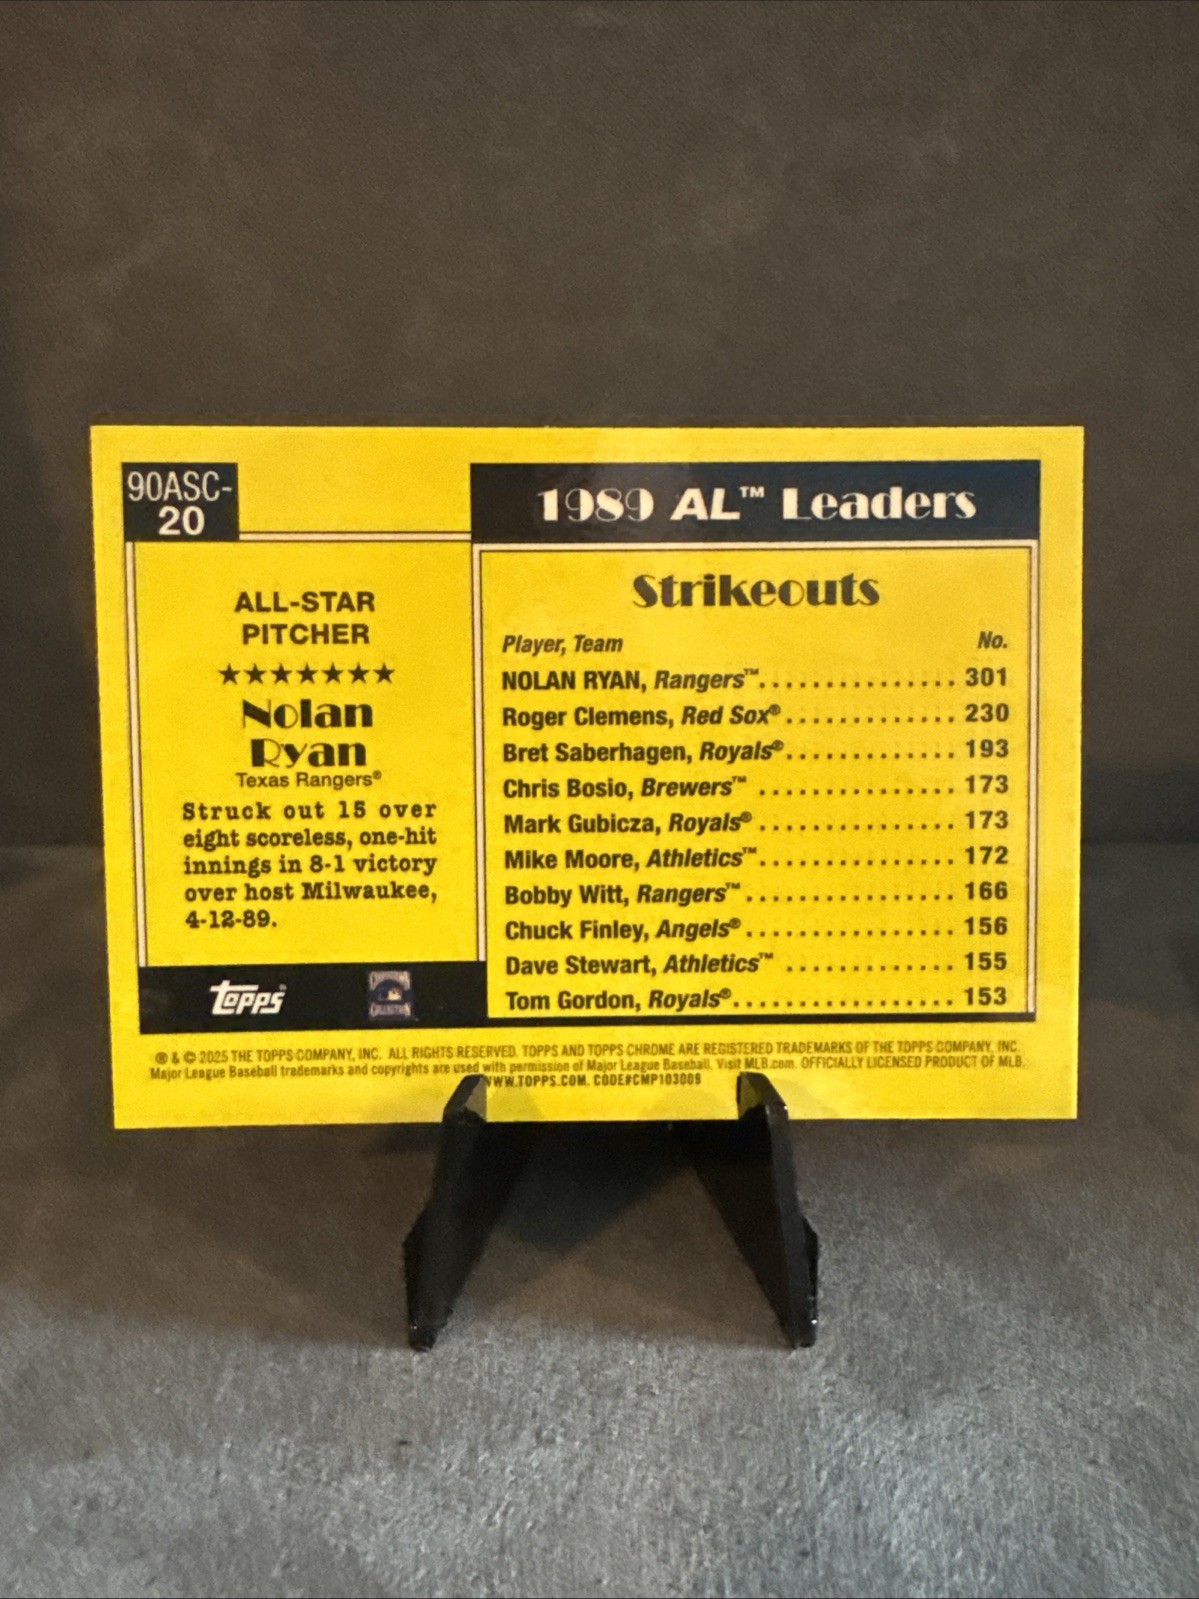 90ASC-
20
ALL-STAR
PITCHER
★★★★★★★
Nolan
Ryan
Texas Rangers®
Struck out 15 over
eight scoreless, one-hit
innings in 8-1 victory
over host Milwaukee,
4-12-89.
topps
1989 AL™ Leaders
Strikeouts
Player, Team No.
NOLAN RYAN, Rangers™............... 301
Roger Clemens, Red Sox®............. 230
Bret Saberhagen, Royals®............. 193
Chris Bosio, Brewers™ ............... 173
Mark Gubicza, Royals®............... 173
Mike Moore, Athletics™............... 172
Bobby Witt, Rangers™................ 166
Chuck Finley, Angels®................ 156
Dave Stewart, Athletics™ ............. 155
Tom Gordon, Royals®................. 153
® & © 2025 THE TOPPS COMPANY, INC. ALL RIGHTS RESERVED. TOPPS AND TOPPS CHROME ARE REGISTERED TRADEMARKS OF THE TOPPS COMPANY, INC.
Major League Baseball trademarks and copyrights are used with permission of Major League Baseball. Visit MLB.com. OFFICIALLY LICENSED PRODUCT OF MLB.
WWW.TOPPS.COM. CODE#CMP103009